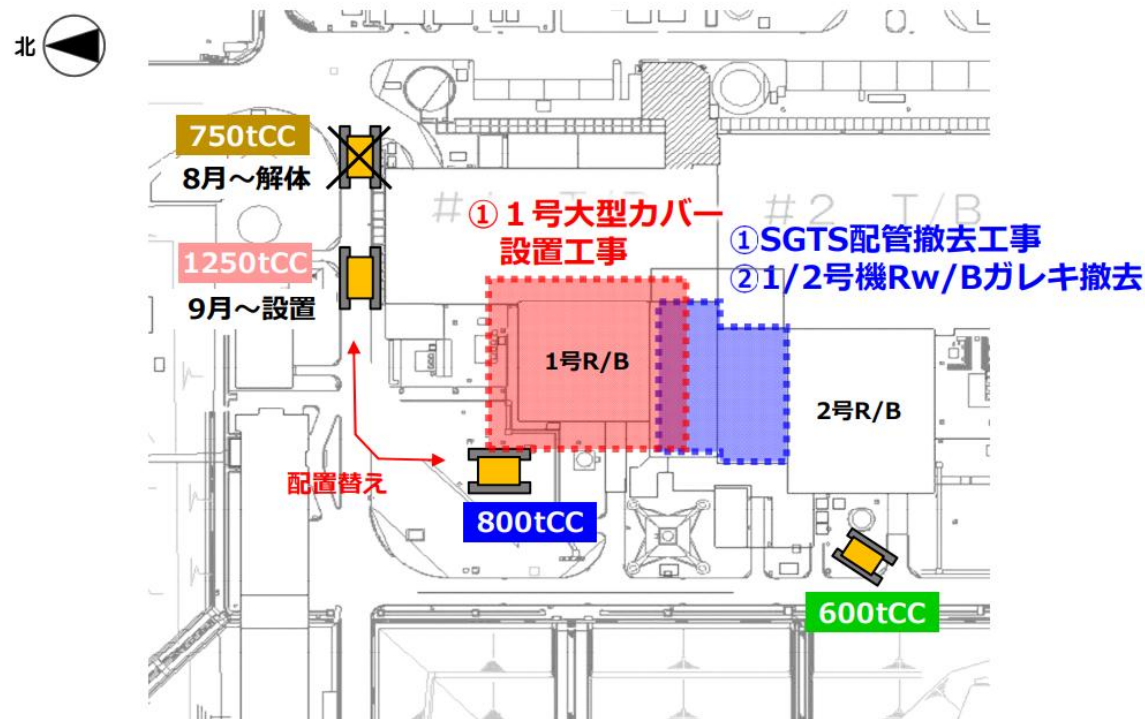 北
750tCC
8月～解体
1250tCC
9月～設置
配置替え
① １号大型カバー
設置工事
①SGTS配管撤去工事
②1/2号機Rw/Bガレキ撤去
#2 T/B
1号R/B
2号R/B
800tCC
600tCC